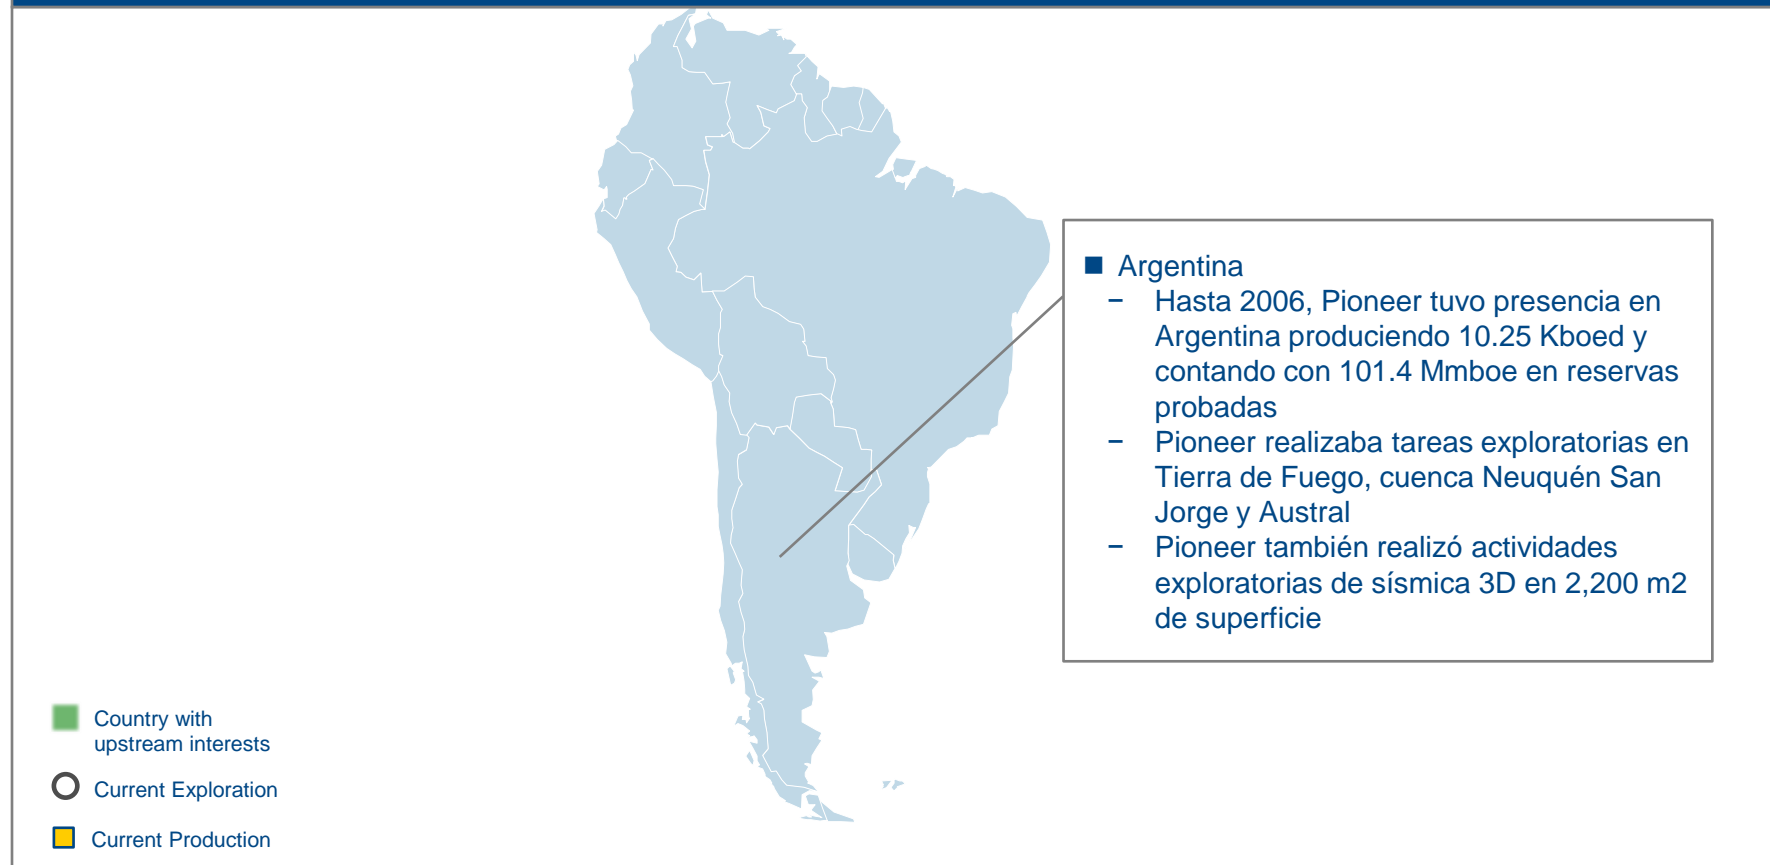 Argentina
− Hasta 2006, Pioneer tuvo presencia en
Argentina produciendo 10.25 Kboed y
contando con 101.4 Mmboe en reservas
probadas
− Pioneer realizaba tareas exploratorias en
Tierra de Fuego, cuenca Neuquén San
Jorge y Austral
− Pioneer también realizó actividades
exploratorias de sísmica 3D en 2,200 m2
de superficie
Country with
upstream interests
Current Exploration
Current Production